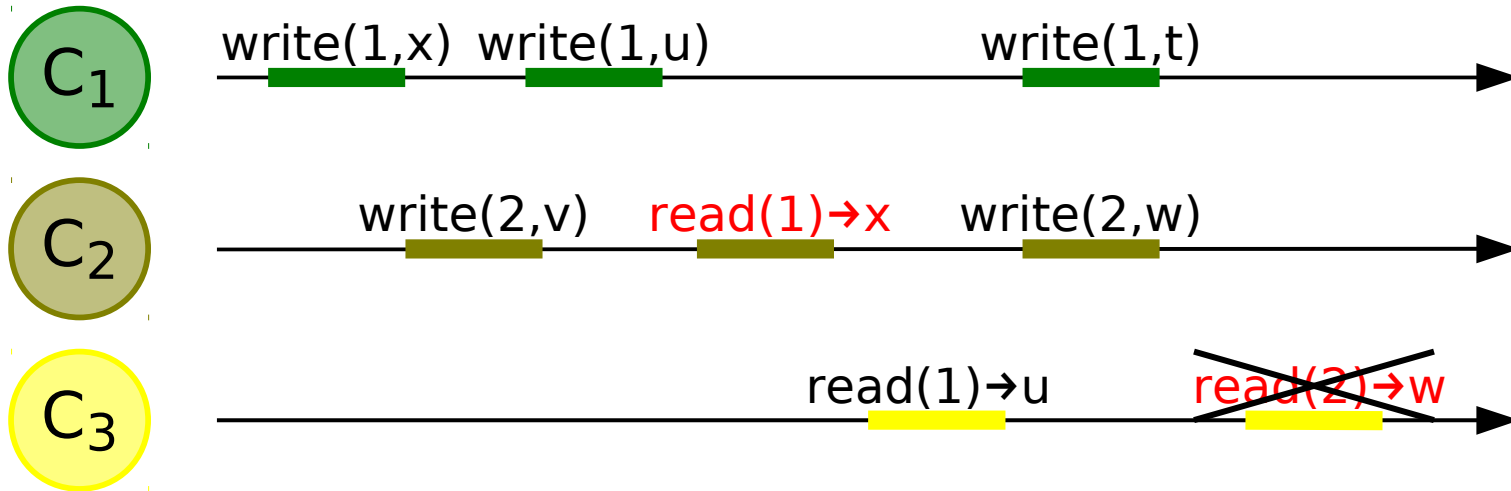 C₁ write(1,x) write(1,u) write(1,t)
C₂ write(2,v) read(1)→x write(2,w)
C₃ read(1)→u read(2)→w